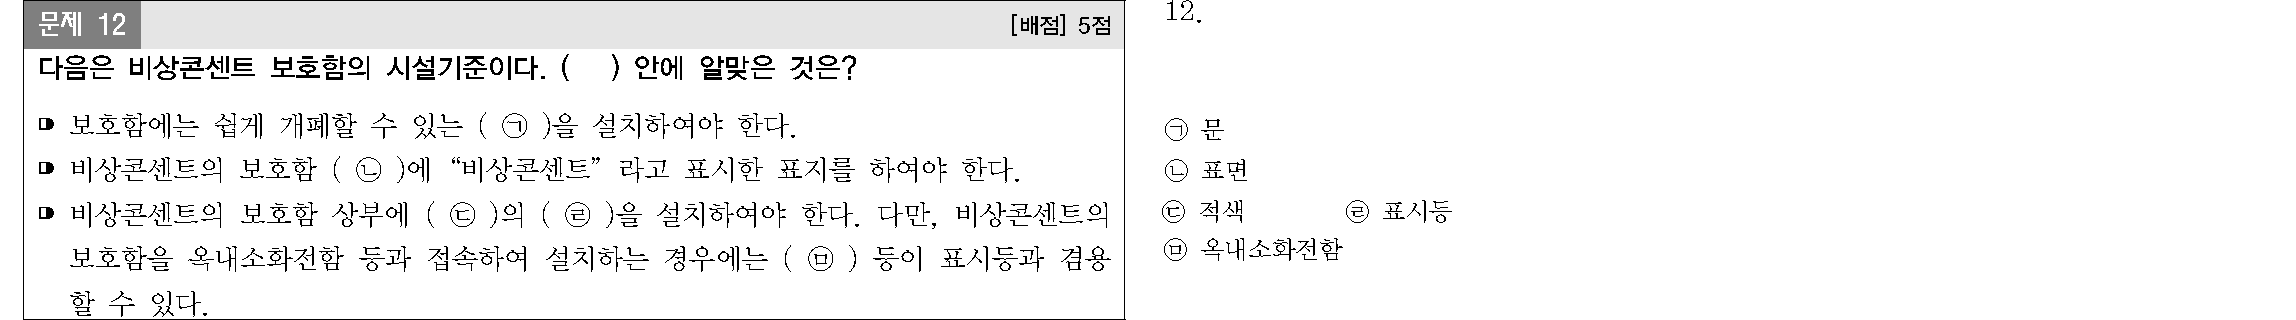 문제 12
[배점] 5점
다음은 비상콘센트 보호함의 시설기준이다. ( ) 안에 알맞은 것은?
보호함에는 쉽게 개폐할 수 있는 ( ㉠ )을 설치하여야 한다.
비상콘센트의 보호함 ( ㉡ )에 “비상콘센트” 라고 표시한 표지를 하여야 한다.
비상콘센트의 보호함 상부에 ( ㉢ )의 ( ㉣ )을 설치하여야 한다. 다만, 비상콘센트의
보호함을 옥내소화전함 등과 접속하여 설치하는 경우에는 ( ㉤ ) 등이 표시등과 겸용
할 수 있다.
12.
㉠ 문
㉡ 표면
㉢ 적색 ㉣ 표시등
㉤ 옥내소화전함